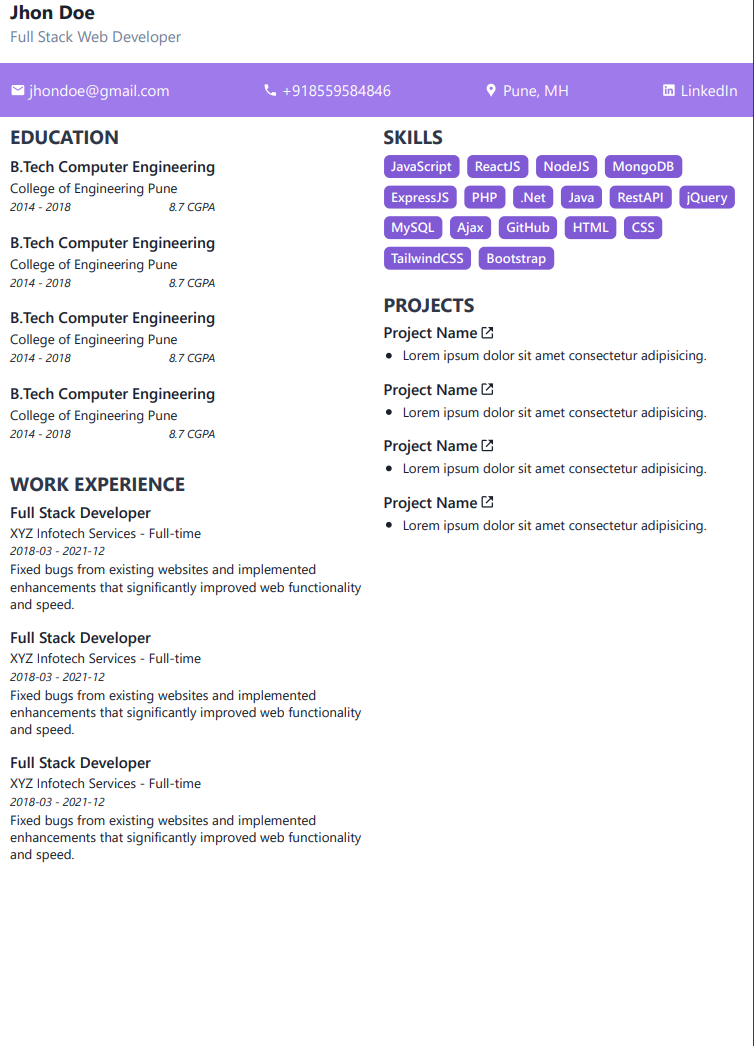 Jhon Doe
Full Stack Web Developer
jhondoe@gmail.com
+918559584846
Pune, MH
LinkedIn
EDUCATION
B.Tech Computer Engineering
College of Engineering Pune
2014 - 2018 8.7 CGPA
B.Tech Computer Engineering
College of Engineering Pune
2014 - 2018 8.7 CGPA
B.Tech Computer Engineering
College of Engineering Pune
2014 - 2018 8.7 CGPA
B.Tech Computer Engineering
College of Engineering Pune
2014 - 2018 8.7 CGPA
WORK EXPERIENCE
Full Stack Developer
XYZ Infotech Services - Full-time
2018-03 - 2021-12
Fixed bugs from existing websites and implemented
enhancements that significantly improved web functionality
and speed.
Full Stack Developer
XYZ Infotech Services - Full-time
2018-03 - 2021-12
Fixed bugs from existing websites and implemented
enhancements that significantly improved web functionality
and speed.
Full Stack Developer
XYZ Infotech Services - Full-time
2018-03 - 2021-12
Fixed bugs from existing websites and implemented
enhancements that significantly improved web functionality
and speed.
SKILLS
JavaScript ReactJS NodeJS MongoDB
ExpressJS PHP .Net Java RestAPI jQuery
MySQL Ajax GitHub HTML CSS
TailwindCSS Bootstrap
PROJECTS
Project Name
• Lorem ipsum dolor sit amet consectetur adipisicing.
Project Name
• Lorem ipsum dolor sit amet consectetur adipisicing.
Project Name
• Lorem ipsum dolor sit amet consectetur adipisicing.
Project Name
• Lorem ipsum dolor sit amet consectetur adipisicing.